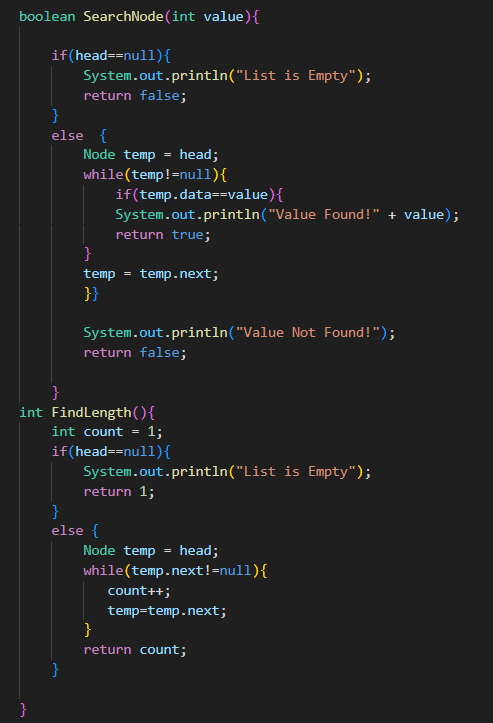 boolean SearchNode(int value){
if(head==null){
System.out.println("List is Empty");
return false;
}
else  {
Node temp = head;
while(temp!=null){
if(temp.data==value){
System.out.println("Value Found!" + value);
return true;
}
temp = temp.next;
}}
System.out.println("Value Not Found!");
return false;
}
int FindLength(){
int count = 1;
if(head==null){
System.out.println("List is Empty");
return 1;
}
else {
Node temp = head;
while(temp.next!=null){
count++;
temp=temp.next;
}
return count;
}
}